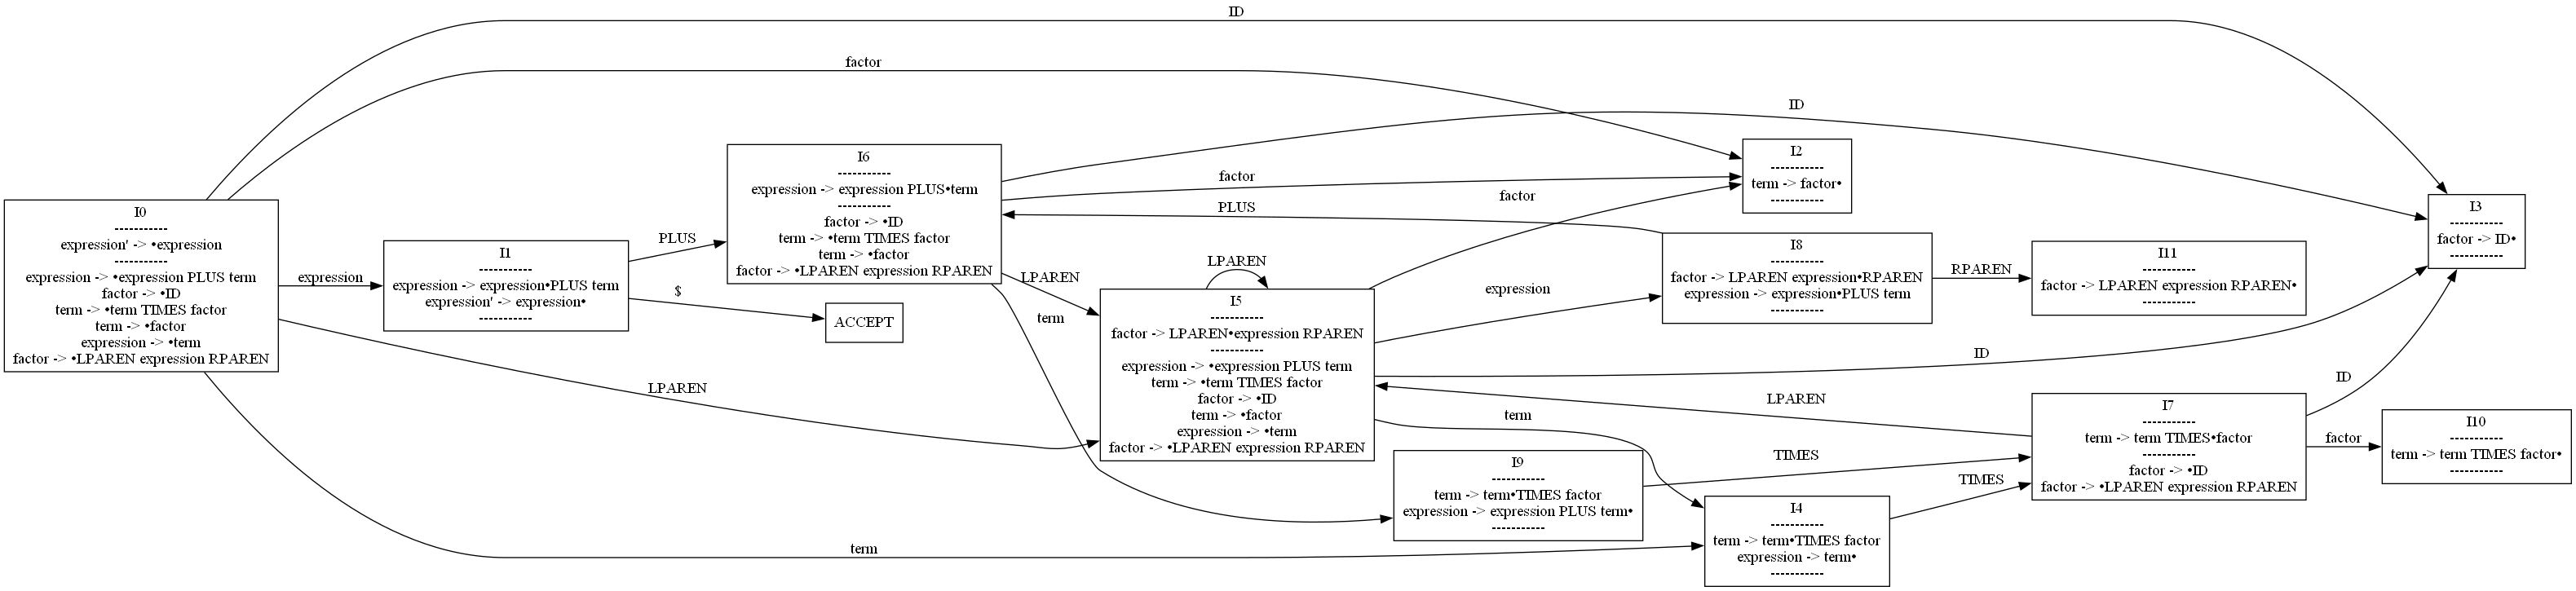 ID
factor
ID
I6
-----------
expression -> expression PLUS•term
-----------
factor -> •ID
term -> •term TIMES factor
term -> •factor
factor -> •LPAREN expression RPAREN
I2
-----------
term -> factor•
-----------
factor
factor
PLUS
I0
-----------
expression' -> •expression
-----------
expression -> •expression PLUS term
factor -> •ID
term -> •term TIMES factor
term -> •factor
expression -> •term
factor -> •LPAREN expression RPAREN
expression
I1
-----------
expression -> expression•PLUS term
expression' -> expression•
-----------
PLUS
$
ACCEPT
LPAREN
term
LPAREN
I5
-----------
factor -> LPAREN•expression RPAREN
-----------
expression -> •expression PLUS term
term -> •term TIMES factor
factor -> •ID
term -> •factor
expression -> •term
factor -> •LPAREN expression RPAREN
expression
I8
-----------
factor -> LPAREN expression•RPAREN
expression -> expression•PLUS term
-----------
RPAREN
I11
-----------
factor -> LPAREN expression RPAREN•
-----------
I3
-----------
factor -> ID•
-----------
ID
ID
LPAREN
LPAREN
term
I7
-----------
term -> term TIMES•factor
-----------
factor -> •ID
factor -> •LPAREN expression RPAREN
factor
I10
-----------
term -> term TIMES factor•
-----------
I9
-----------
term -> term•TIMES factor
expression -> expression PLUS term•
-----------
TIMES
TIMES
I4
-----------
term -> term•TIMES factor
expression -> term•
-----------
term